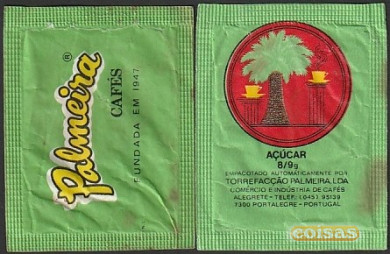 Palmeira®
CAFÉS
FUNDADA EM 1947
AÇÚCAR
8/9g
EMPACOTADO AUTOMATICAMENTE POR
TORREFACÇÃO PALMEIRA, LDA
COMÉRCIO E INDÚSTRIA DE CAFÉS
ALEGRETE - TELEF. (045) 95139
7300 PORTALEGRE - PORTUGAL
coisas